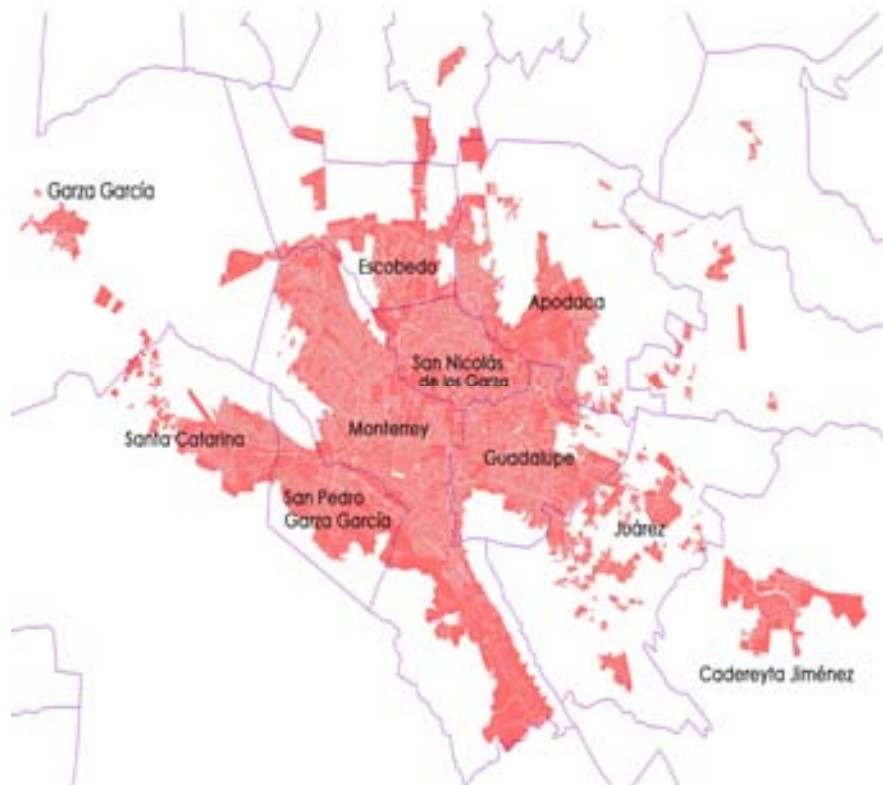 Garza García
Escobedo
Apodaca
San Nicolás
de los Garza
Santa Catarina
Monterrey
Guadalupe
San Pedro
Garza García
Juárez
Cadereyta Jiménez